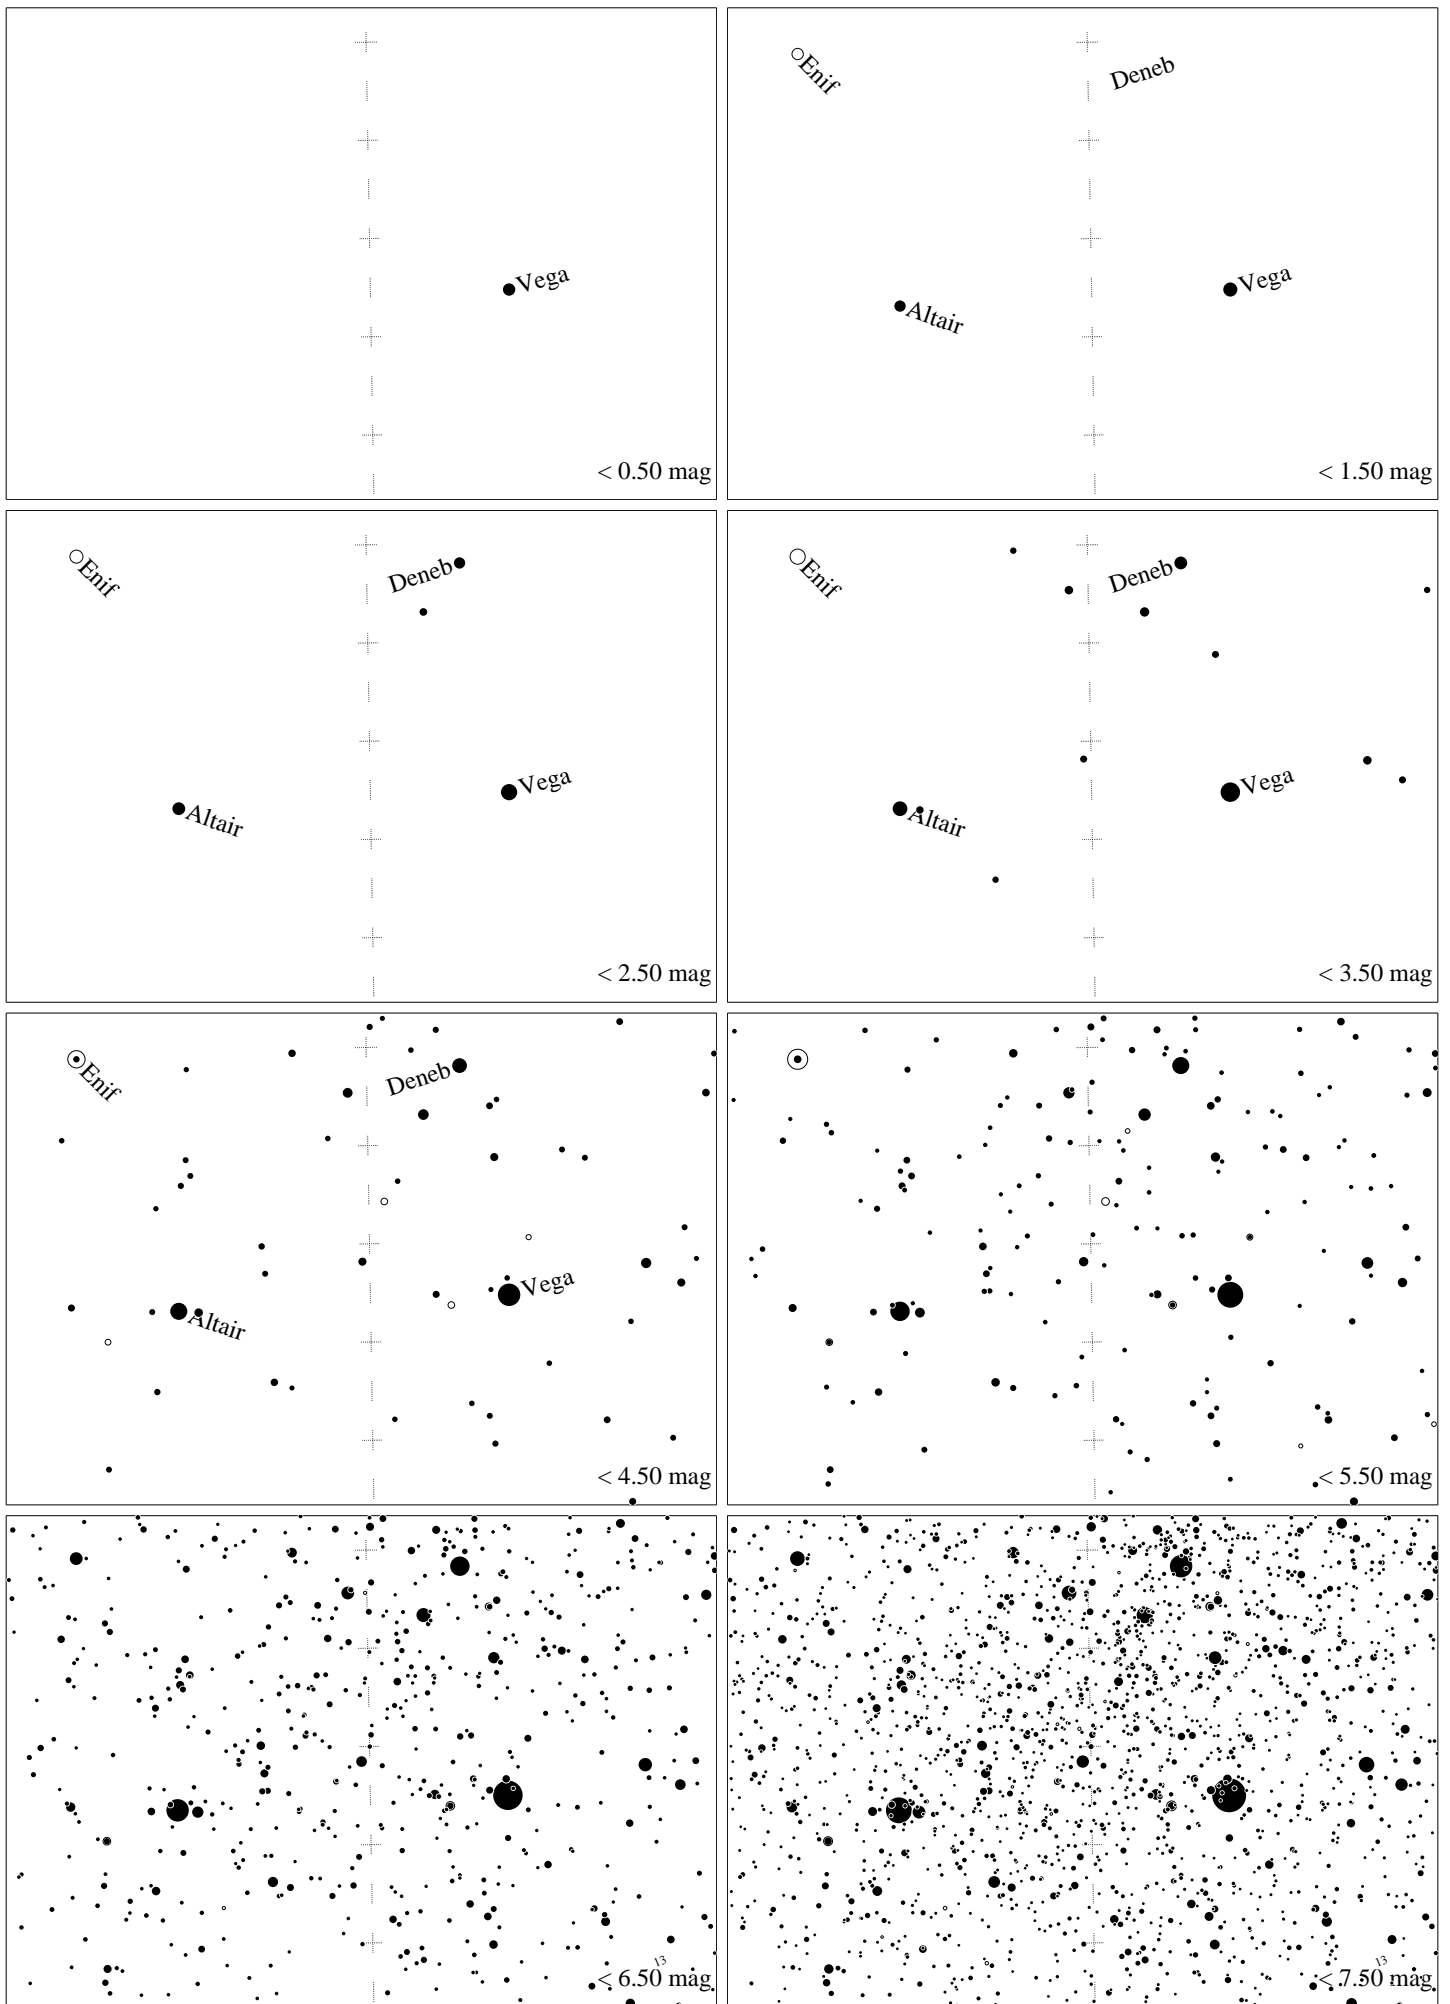 Vega
< 0.50 mag
Enif
Deneb
Vega
Altair
< 1.50 mag
Enif
Deneb
Vega
Altair
< 2.50 mag
Enif
Deneb
Vega
Altair
< 3.50 mag
Enif
Deneb
Vega
Altair
< 4.50 mag
< 5.50 mag
13
< 6.50 mag
13
< 7.50 mag